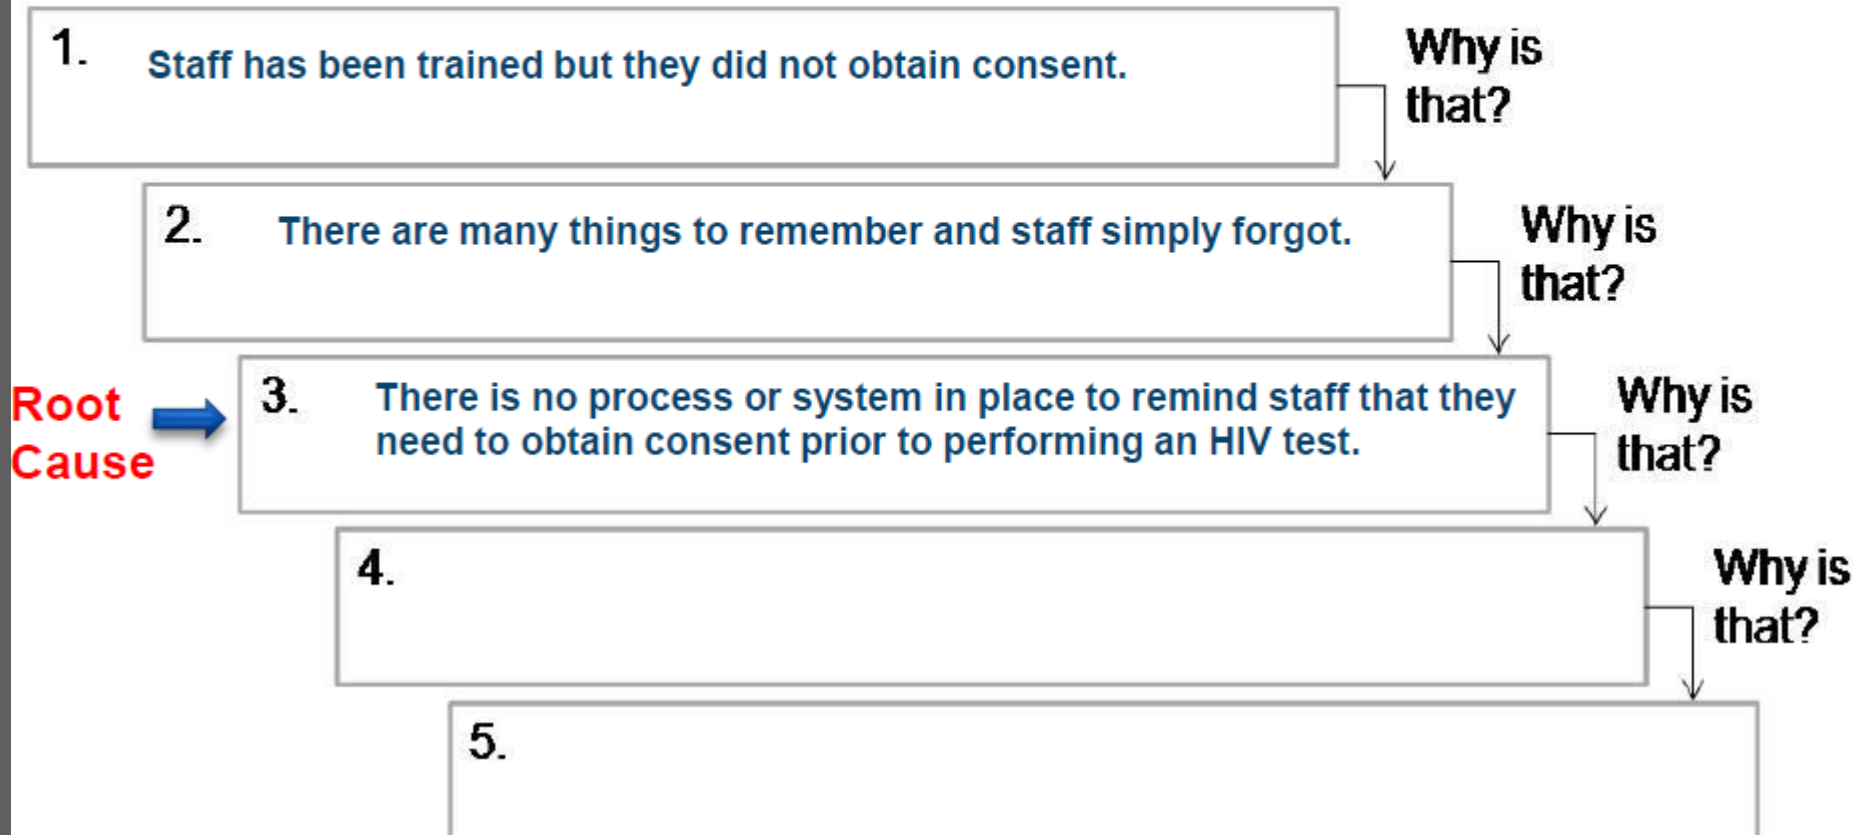 1.
Staff has been trained but they did not obtain consent.
Why is
that?
2.
There are many things to remember and staff simply forgot.
Why is
that?
Root
Cause
3.
There is no process or system in place to remind staff that they
need to obtain consent prior to performing an HIV test.
Why is
that?
4.
Why is
that?
5.